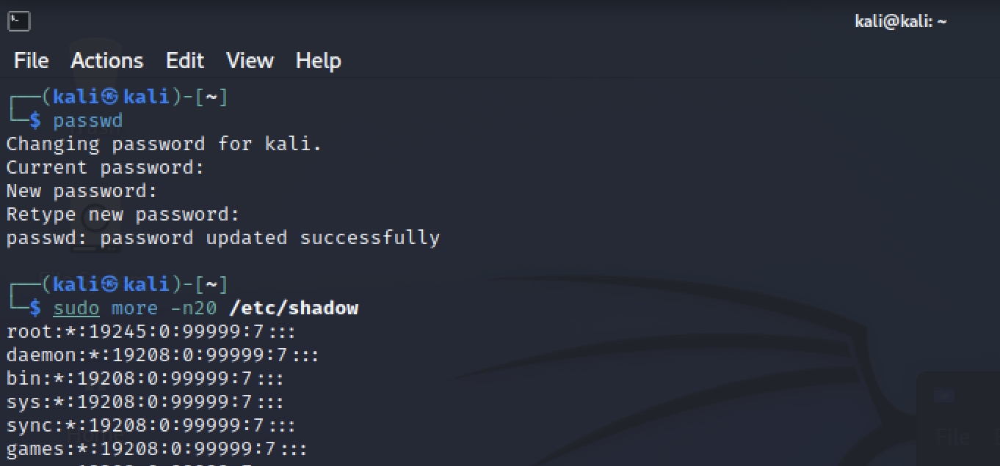 kali@kali: ~
File Actions Edit View Help
┌──(kali㉿kali)-[~]
└─$ passwd
Changing password for kali.
Current password:
New password:
Retype new password:
passwd: password updated successfully
┌──(kali㉿kali)-[~]
└─$ sudo more -n20 /etc/shadow
root:*:19245:0:99999:7:::
daemon:*:19208:0:99999:7:::
bin:*:19208:0:99999:7:::
sys:*:19208:0:99999:7:::
sync:*:19208:0:99999:7:::
games:*:19208:0:99999:7:::
Home
File